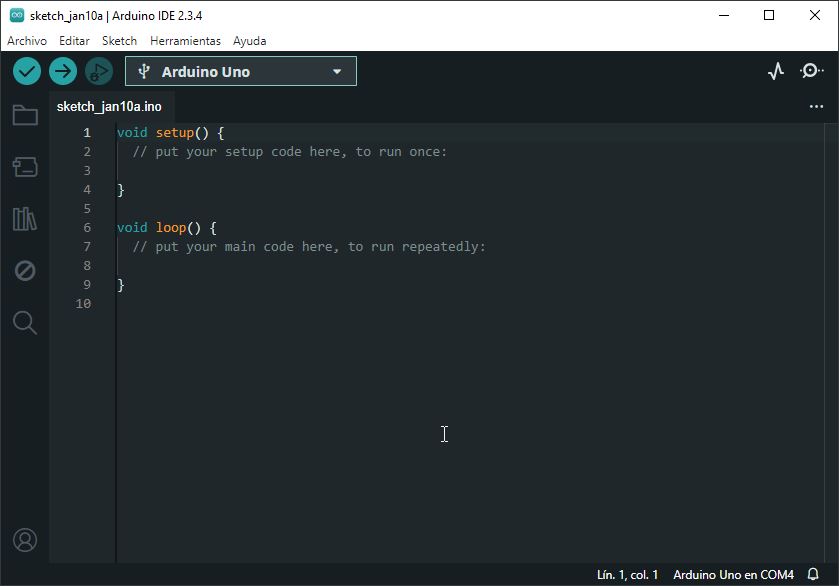 sketch_jan10a | Arduino IDE 2.3.4
Archivo Editar Sketch Herramientas Ayuda
Arduino Uno
sketch_jan10a.ino
1 void setup() {
2 // put your setup code here, to run once:
3
4 }
5
6 void loop() {
7 // put your main code here, to run repeatedly:
8
9 }
10
Lín. 1, col. 1 Arduino Uno en COM4